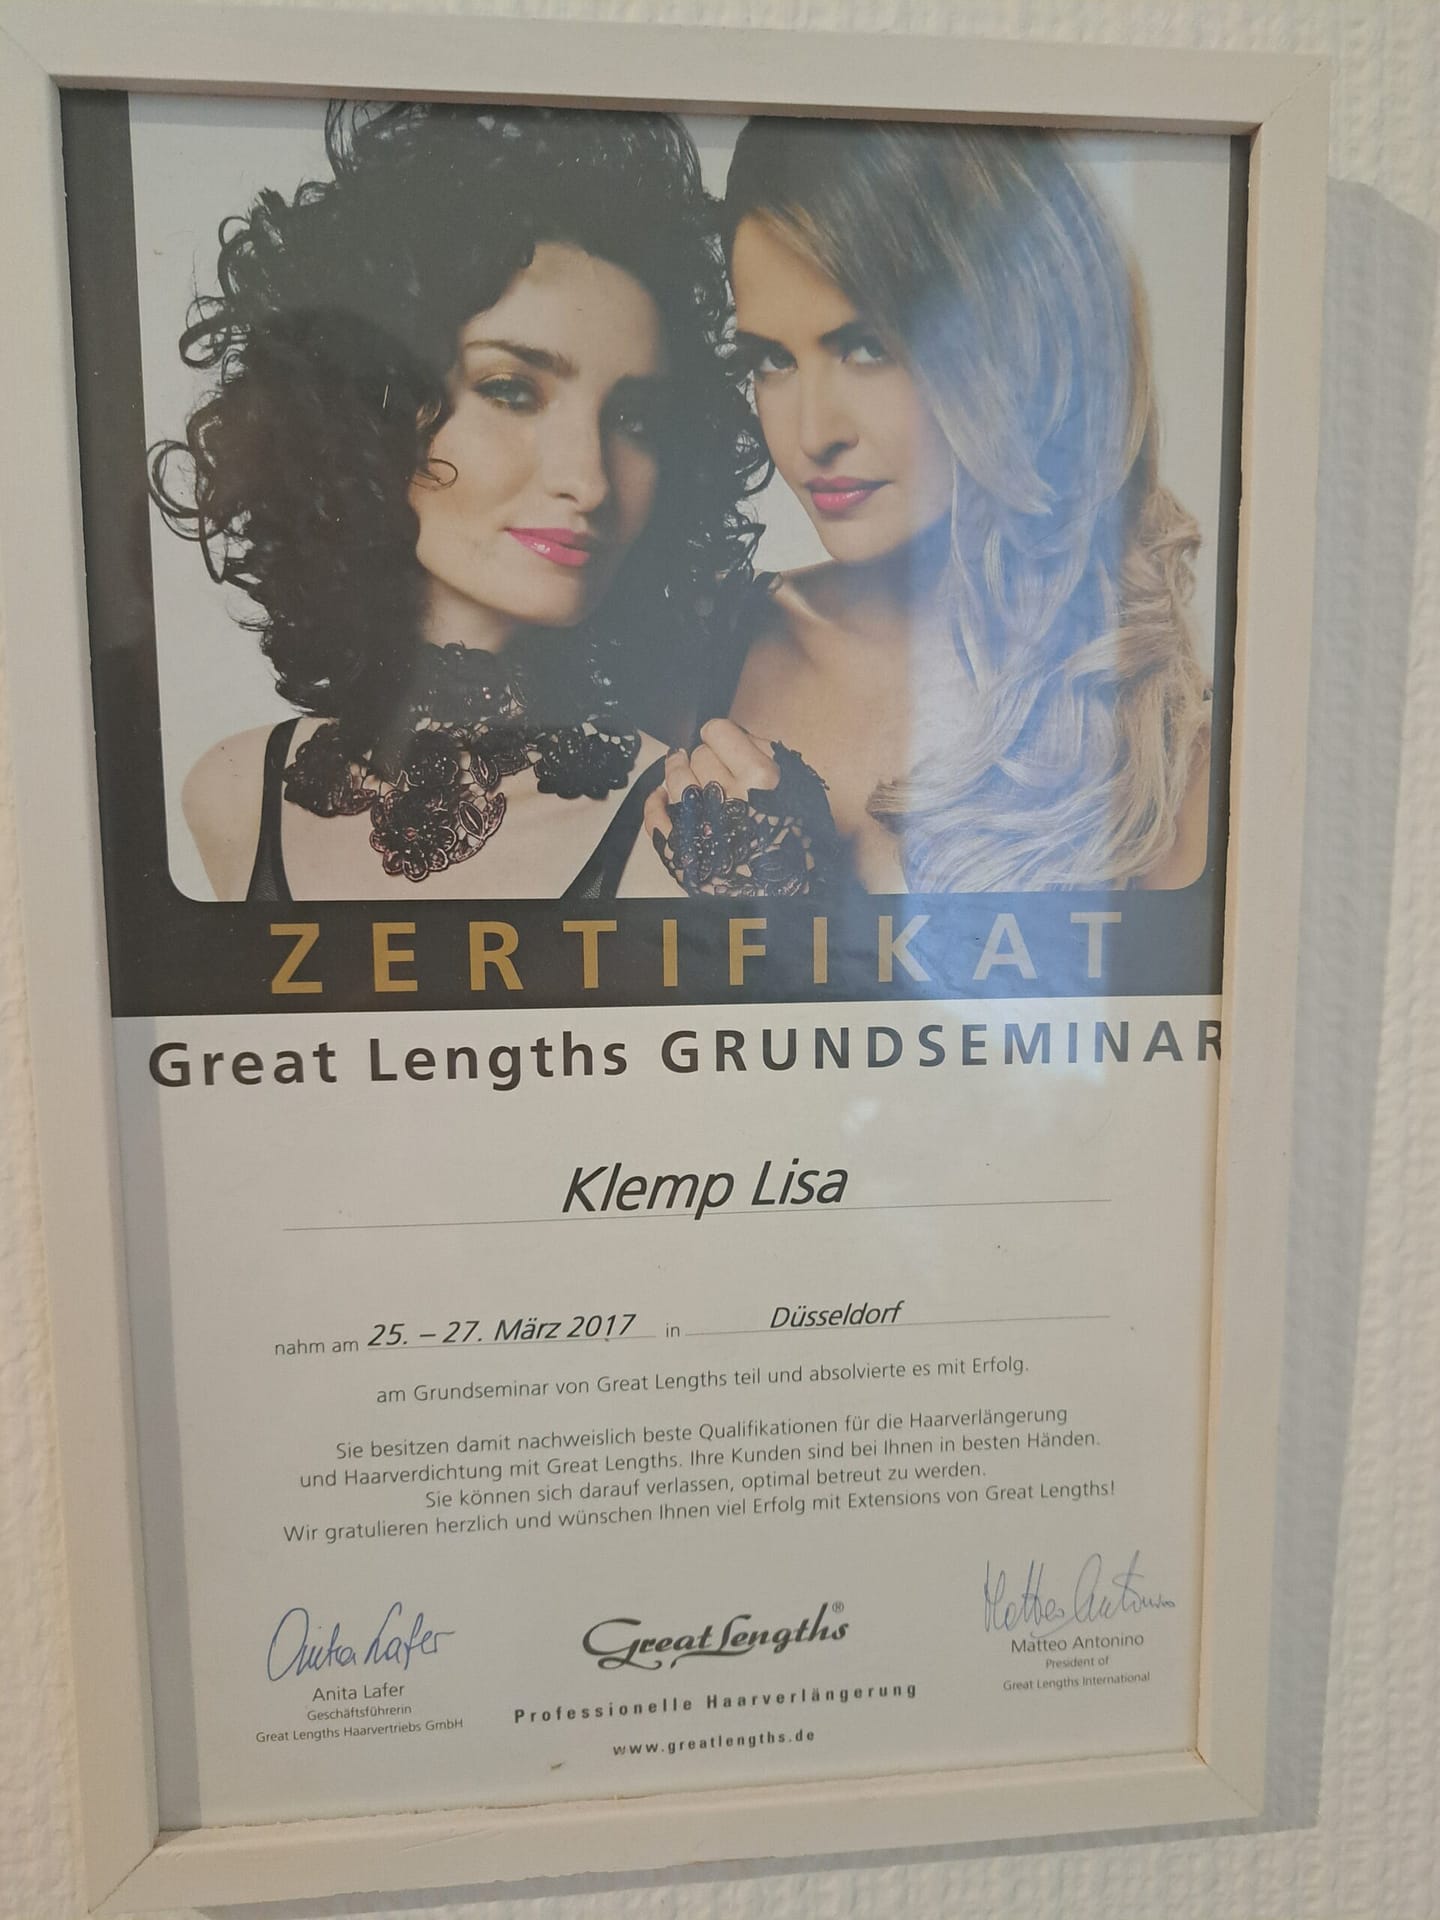 ZERTIFIKAT
Great Lengths GRUNDSEMINAR
Klemp Lisa
nahm am 25. – 27. März 2017 in Düsseldorf
am Grundseminar von Great Lengths teil und absolvierte es mit Erfolg.
Sie besitzen damit nachweislich beste Qualifikationen für die Haarverlängerung
und Haarverdichtung mit Great Lengths. Ihre Kunden sind bei Ihnen in besten Händen.
Sie können sich darauf verlassen, optimal betreut zu werden.
Wir gratulieren herzlich und wünschen Ihnen viel Erfolg mit Extensions von Great Lengths!
Anita Lafer
Anita Lafer
Geschäftsführerin
Great Lengths Haarvertriebs GmbH
Great Lengths®
Professionelle Haarverlängerung
www.greatlengths.de
Matteo Antonino
Matteo Antonino
President of
Great Lengths International